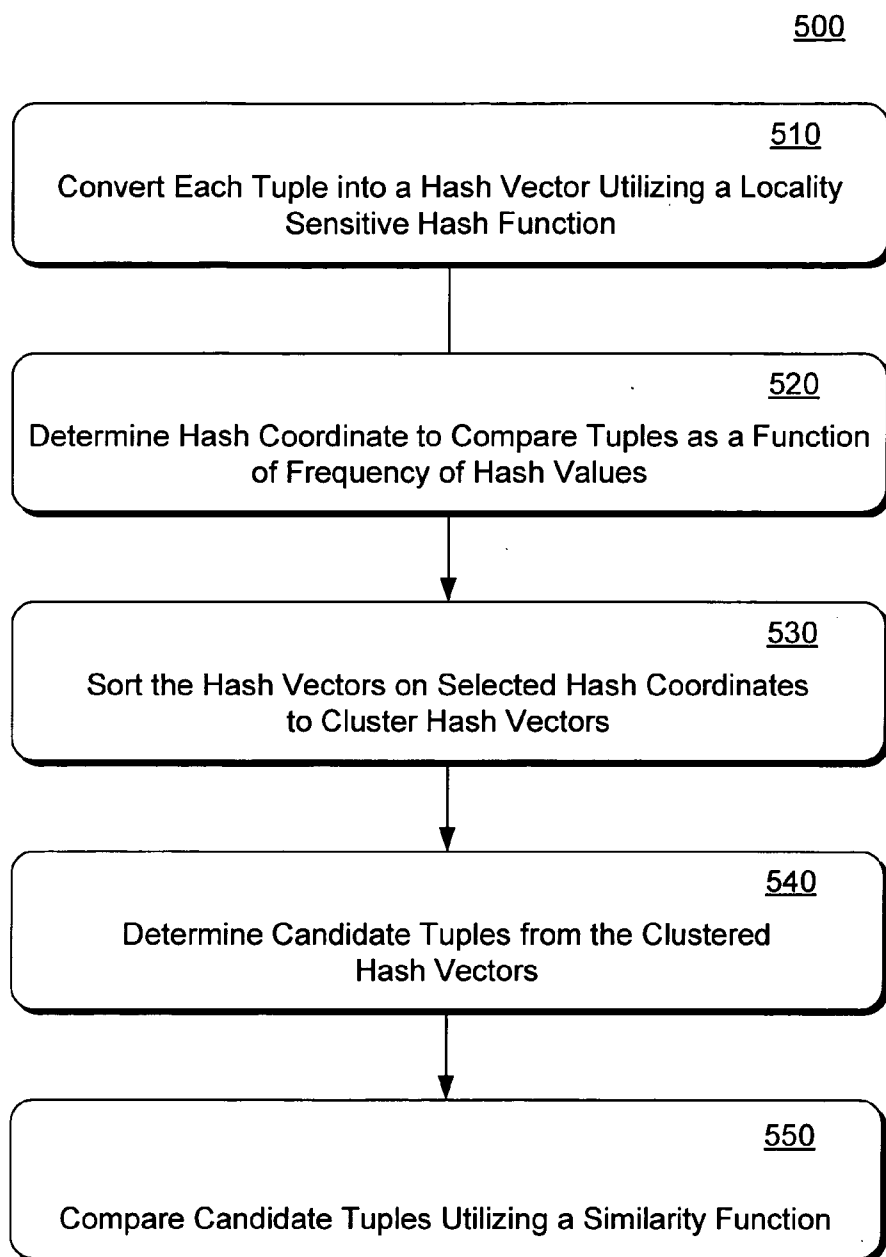 500
510
Convert Each Tuple into a Hash Vector Utilizing a Locality
Sensitive Hash Function
520
Determine Hash Coordinate to Compare Tuples as a Function
of Frequency of Hash Values
530
Sort the Hash Vectors on Selected Hash Coordinates
to Cluster Hash Vectors
540
Determine Candidate Tuples from the Clustered
Hash Vectors
550
Compare Candidate Tuples Utilizing a Similarity Function